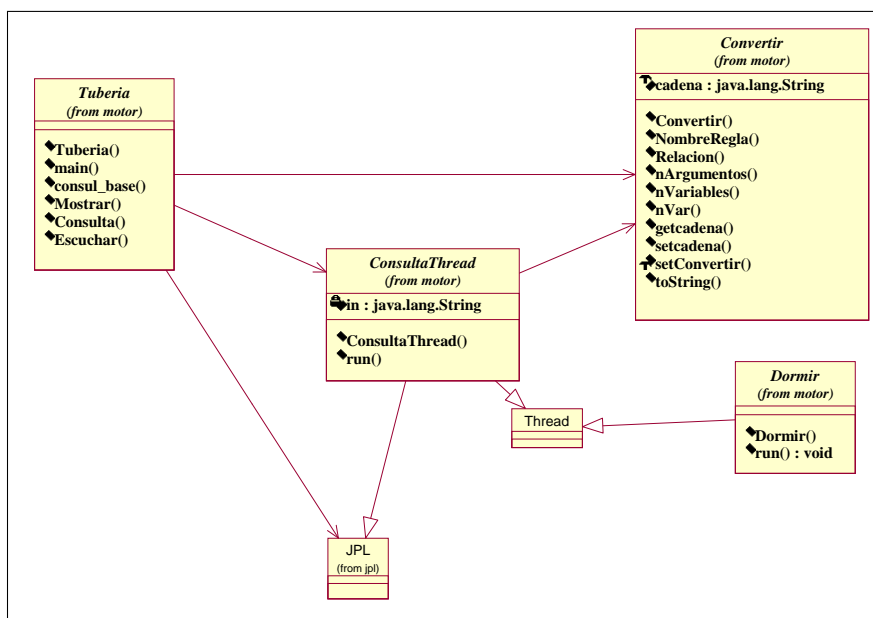 Tuberia
(from motor)
Tuberia()
main()
consul_base()
Mostrar()
Consulta()
Escuchar()
Convertir
(from motor)
cadena : java.lang.String
Convertir()
NombreRegla()
Relacion()
nArgumentos()
nVariables()
nVar()
getcadena()
setcadena()
setConvertir()
toString()
ConsultaThread
(from motor)
in : java.lang.String
ConsultaThread()
run()
Dormir
(from motor)
Dormir()
run() : void
Thread
JPL
(from jpl)